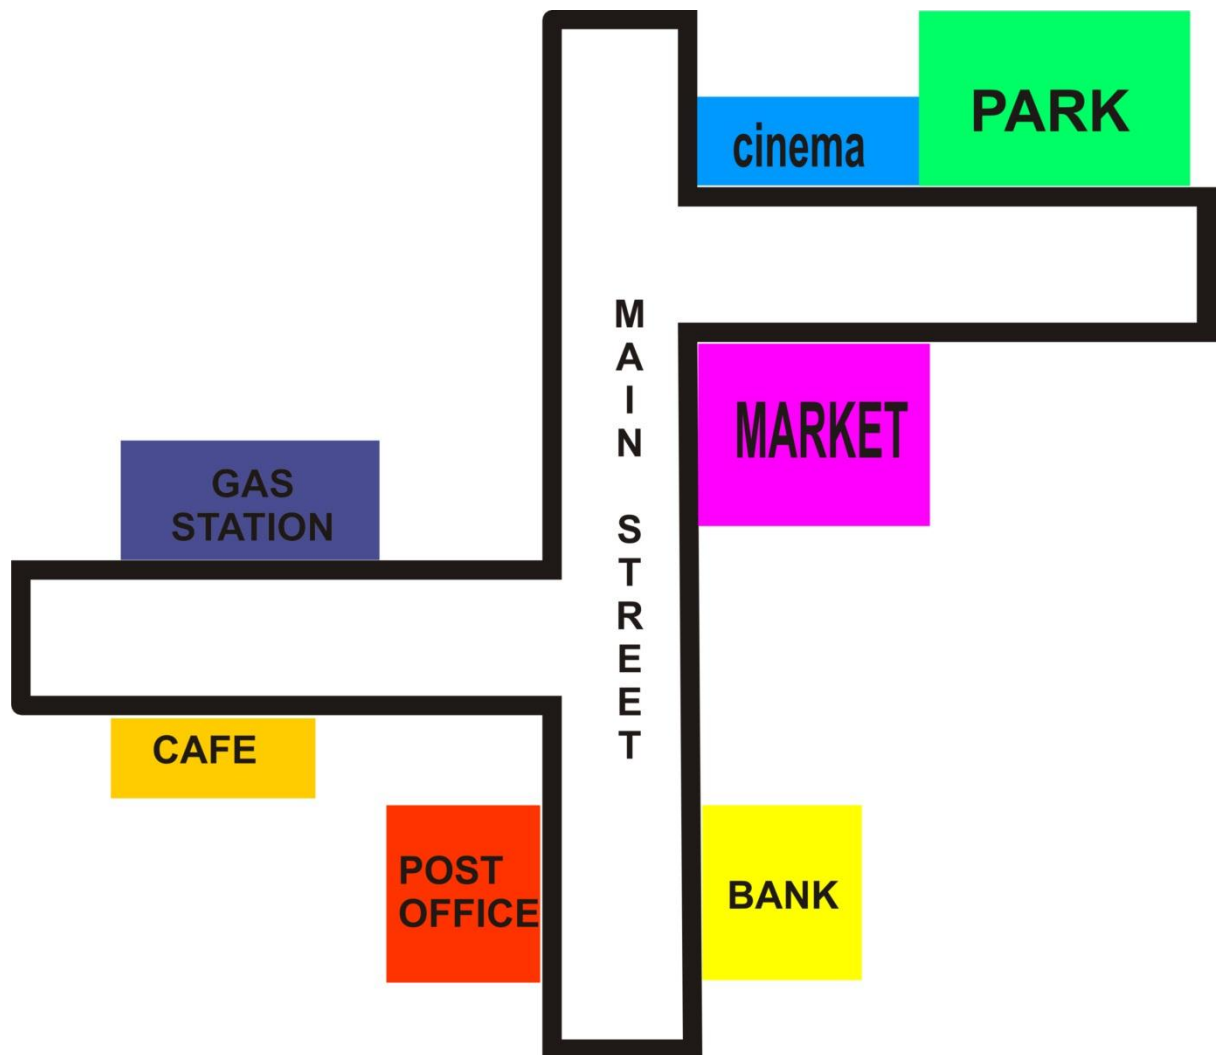 PARK
cinema
MAIN STREET
MARKET
GAS
STATION
CAFE
POST
OFFICE
BANK